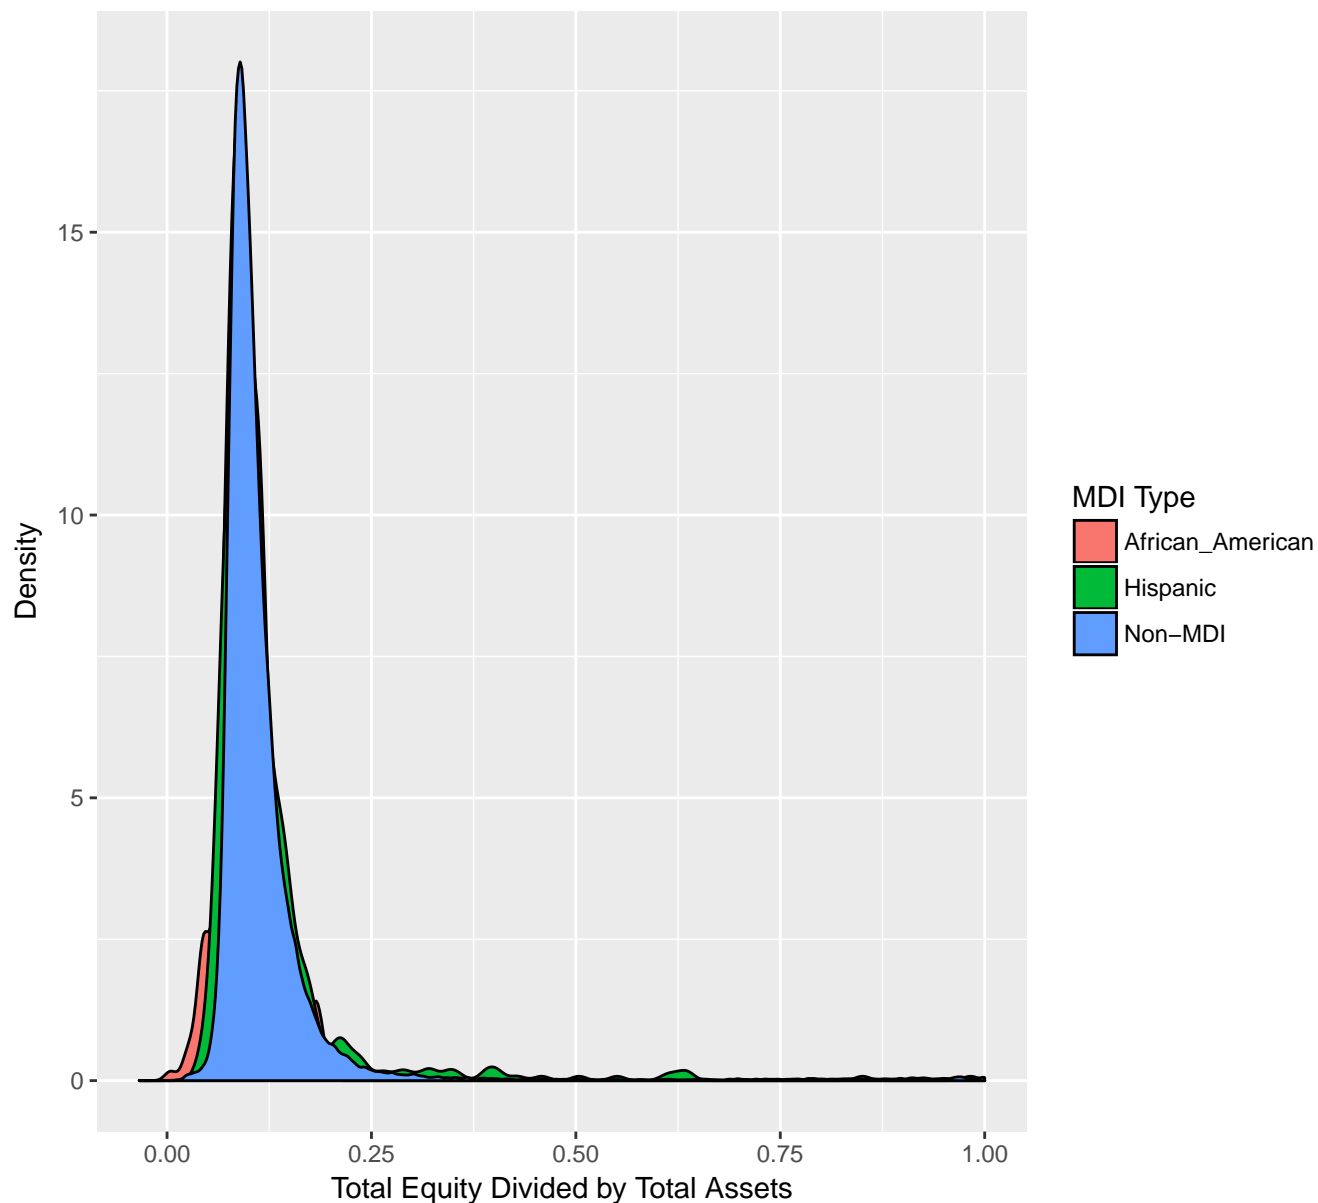 15
10
5
0
Density
0.00 0.25 0.50 0.75 1.00
Total Equity Divided by Total Assets
MDI Type
African_American
Hispanic
Non−MDI